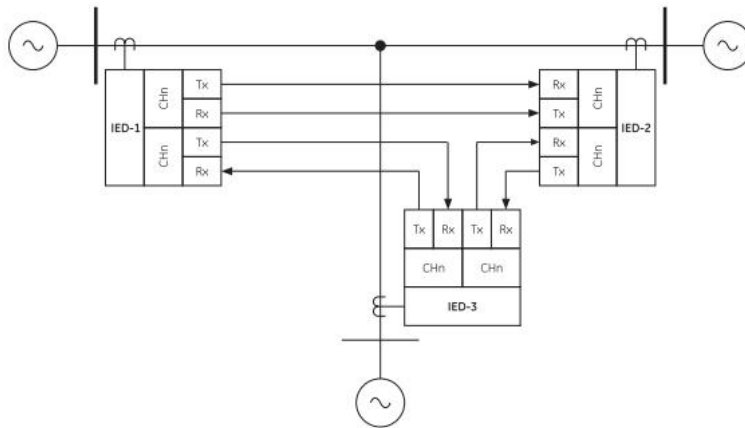 CHn Tx
Rx
IED-1
CHn Tx
Rx
Rx CHn
Tx
IED-2
Rx CHn
Tx
Tx Rx Tx Rx
CHn CHn
IED-3